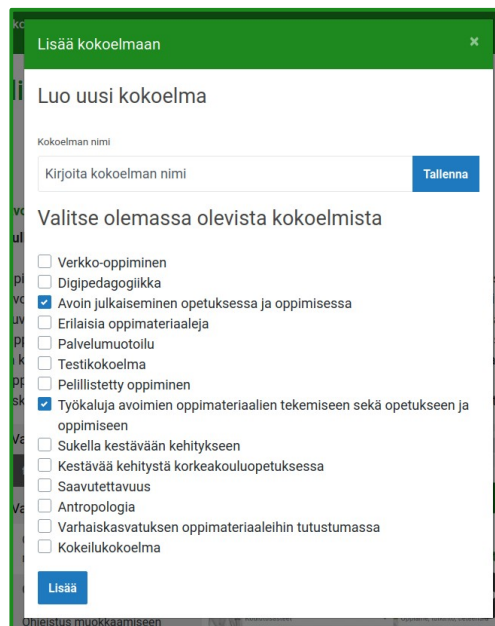 Lisää kokoelmaan
×
Luo uusi kokoelma
Kokoelman nimi
Kirjoita kokoelman nimi
Tallenna
Valitse olemassa olevista kokoelmista
Verkko-oppiminen
Digipedagogiikka
Avoin julkaiseminen opetuksessa ja oppimisessa
Erilaisia oppimateriaaleja
Palvelumuotoilu
Testikokoelma
Pelillistetty oppiminen
Työkaluja avoimien oppimateriaalien tekemiseen sekä opetukseen ja
oppimiseen
Sukella kestävään kehitykseen
Kestävää kehitystä korkeakouluopetuksessa
Saavutettavuus
Antropologia
Varhaiskasvatuksen oppimateriaaleihin tutustumassa
Kokeilukokoelma
Lisää
Ohjeistus muokkaamiseen